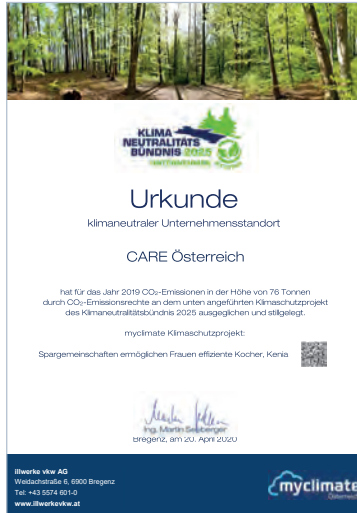 KLIMA
NEUTRALITÄTS
BÜNDNIS 2025
Urkunde
klimaneutraler Unternehmensstandort
CARE Österreich
hat für das Jahr 2019 CO₂-Emissionen in der Höhe von 76 Tonnen
durch CO₂-Emissionsrechte an dem unten angeführten Klimaschutzprojekt
des Klimaneutralitätsbündnis 2025 ausgeglichen und stillgelegt.
myclimate Klimaschutzprojekt:
Spargemeinschaften ermöglichen Frauen effiziente Kocher, Kenia
Ing. Martin Seeberger
Bregenz, am 20. April 2020
illwerke vkw AG
Weidachstraße 6, 6900 Bregenz
Tel: +43 5574 601-0
www.illwerkevkw.at
myclimate
Österreich